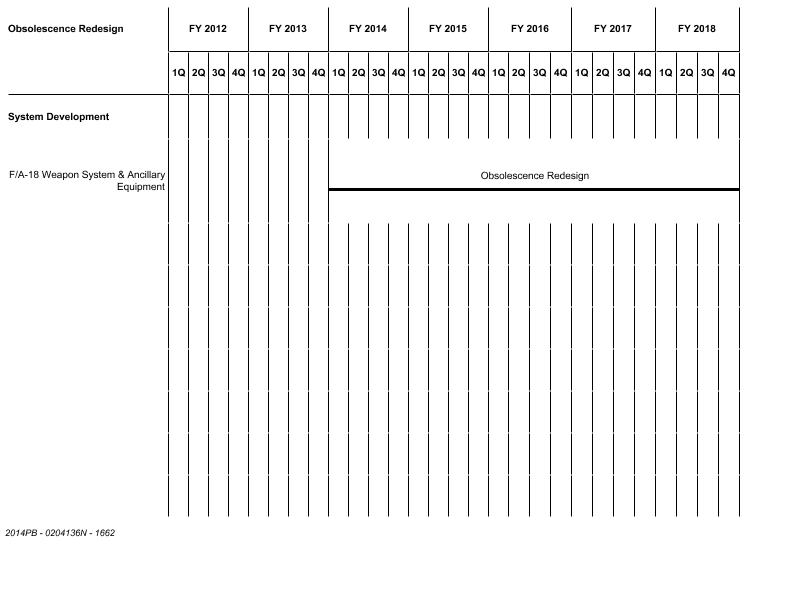 Obsolescence Redesign FY 2012 FY 2013 FY 2014 FY 2015 FY 2016 FY 2017 FY 2018
1Q 2Q 3Q 4Q 1Q 2Q 3Q 4Q 1Q 2Q 3Q 4Q 1Q 2Q 3Q 4Q 1Q 2Q 3Q 4Q 1Q 2Q 3Q 4Q 1Q 2Q 3Q 4Q
System Development
F/A-18 Weapon System & Ancillary
Equipment
Obsolescence Redesign
2014PB - 0204136N - 1662